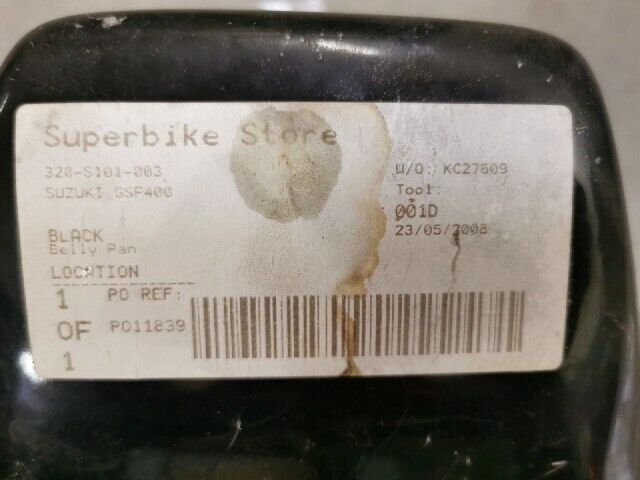 Superbike Store
320-S101-003
SUZUKI GSF400
BLACK
Belly Pan
LOCATION
1 OF 1
PO REF:
PO11839
W/O: KC27609
Tool:
001D
23/05/2008